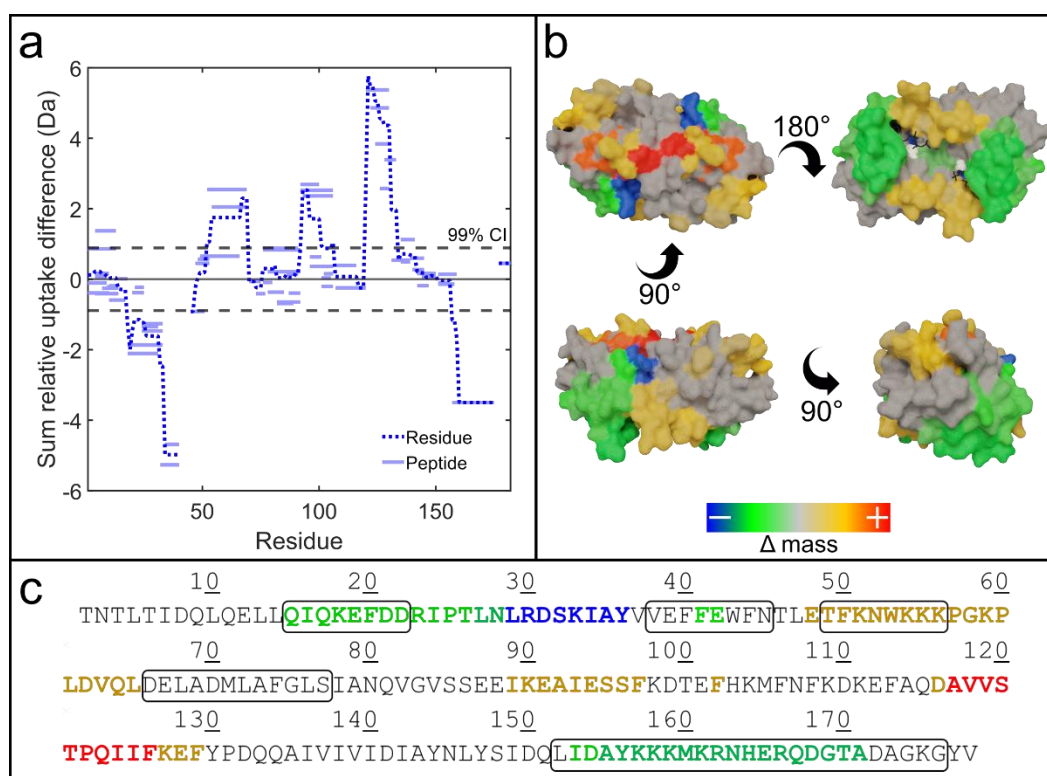 a
Sum relative uptake difference (Da)
6
4
2
0
-2
-4
-6
99% CI
Residue
Peptide
50
100
150
Residue
b
180°
90°
90°
− +
Δ mass
c
10 20 30 40 50 60
TNTLTIDQLQELLQIQKEFDDRIPTLNLRDSKIAYVVEFFEWFNTLETFKNWKKKPGKP
70 80 90 100 110 120
LDVQLDELADMLAFGLSIANQVGVSSEEIKEAIESSFKDTEFHKMFNFKDKEFAQDAVVS
130 140 150 160 170
TPQIIFKEFYPDQQAIVIVIDIAYNLYSIDQLIDAYKKKMKRNHERQDGTADAGKGYV